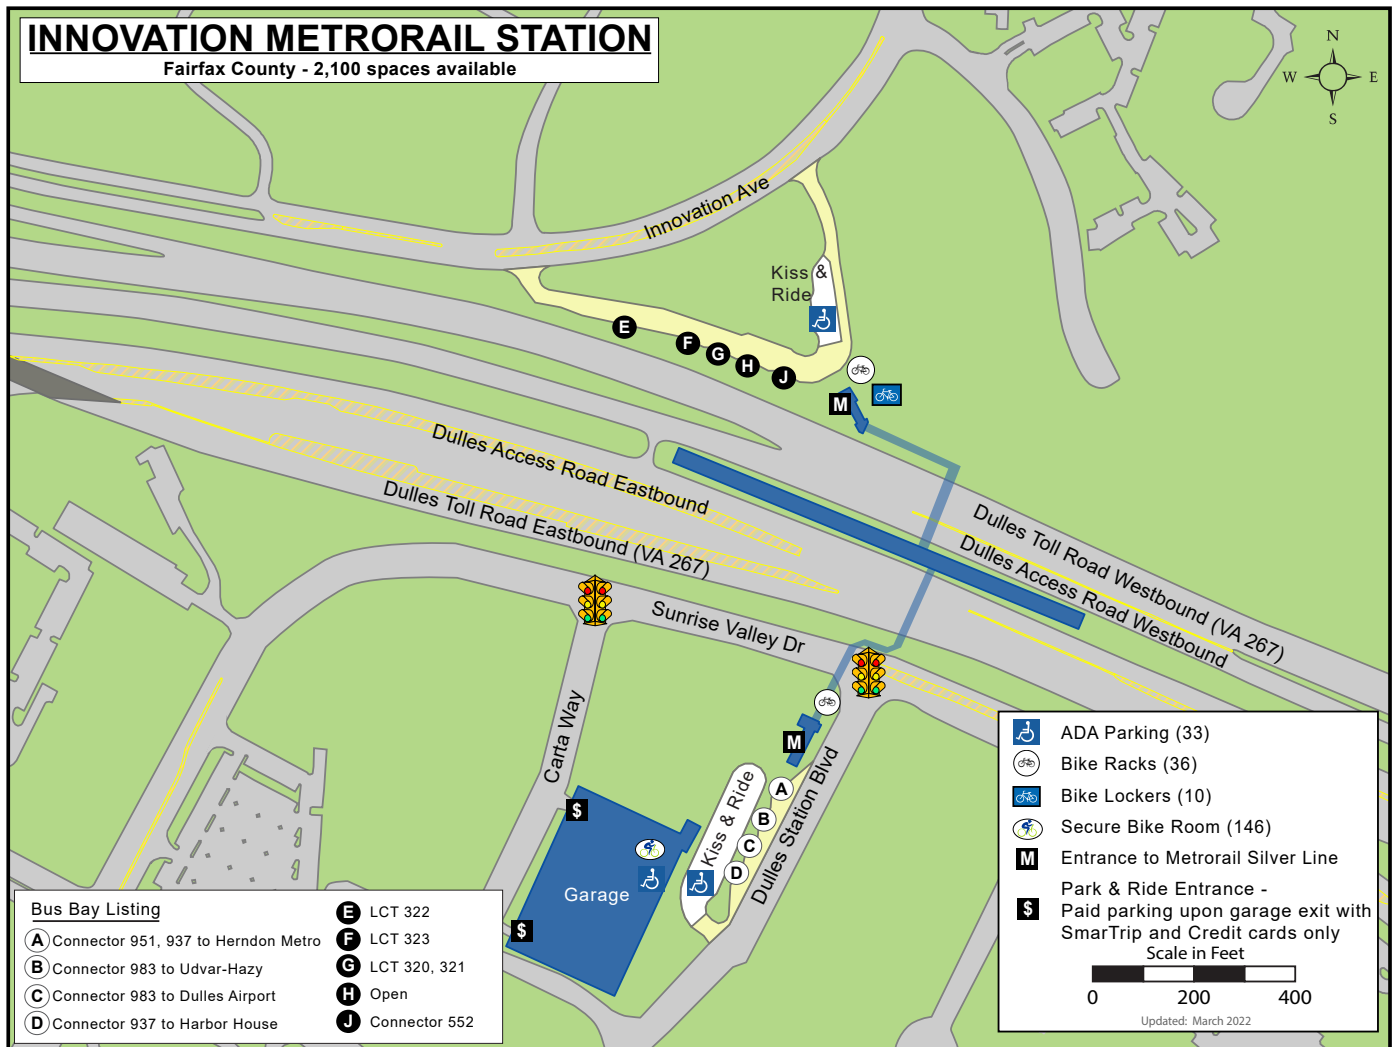 INNOVATION METRORAIL STATION
Fairfax County - 2,100 spaces available
N
W
E
S
Innovation Ave
Kiss &
Ride
E
F
G
H
J
M
Dulles Access Road Eastbound
Dulles Toll Road Eastbound (VA 267)
Dulles Toll Road Westbound (VA 267)
Dulles Access Road Westbound
Sunrise Valley Dr
Carta Way
M
Kiss & Ride
A
B
C
D
Dulles Station Blvd
$
Garage
$
Bus Bay Listing
A Connector 951, 937 to Herndon Metro
B Connector 983 to Udvar-Hazy
C Connector 983 to Dulles Airport
D Connector 937 to Harbor House
E LCT 322
F LCT 323
G LCT 320, 321
H Open
J Connector 552
ADA Parking (33)
Bike Racks (36)
Bike Lockers (10)
Secure Bike Room (146)
M Entrance to Metrorail Silver Line
Park & Ride Entrance -
$ Paid parking upon garage exit with
SmarTrip and Credit cards only
Scale in Feet
0 200 400
Updated: March 2022